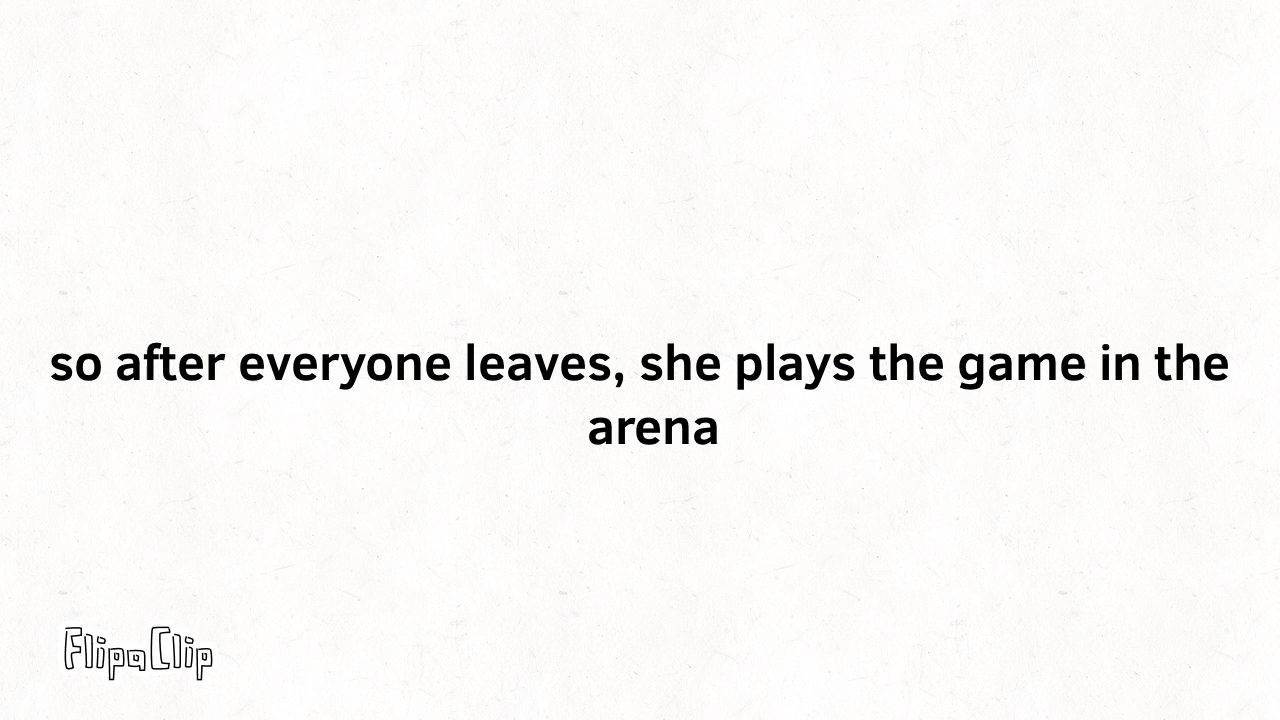 so after everyone leaves, she plays the game in the
arena
FlipaClip